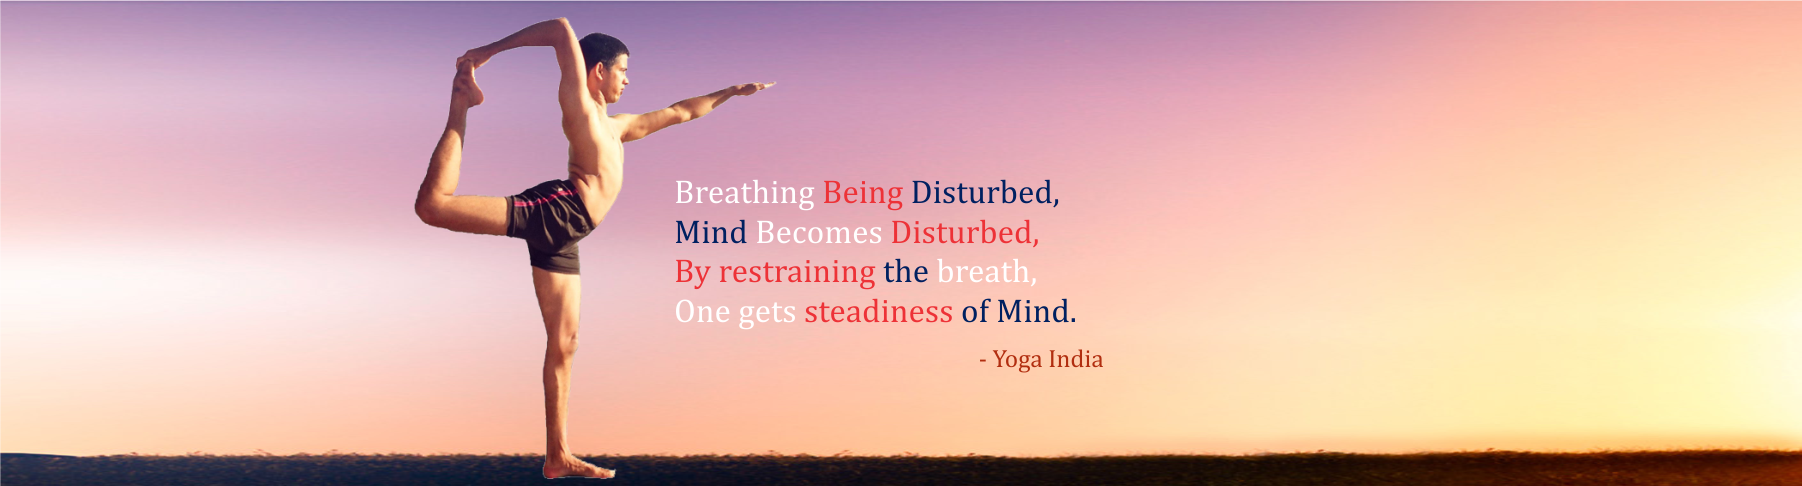 Breathing Being Disturbed,
Mind Becomes Disturbed,
By restraining the breath,
One gets steadiness of Mind.
- Yoga India